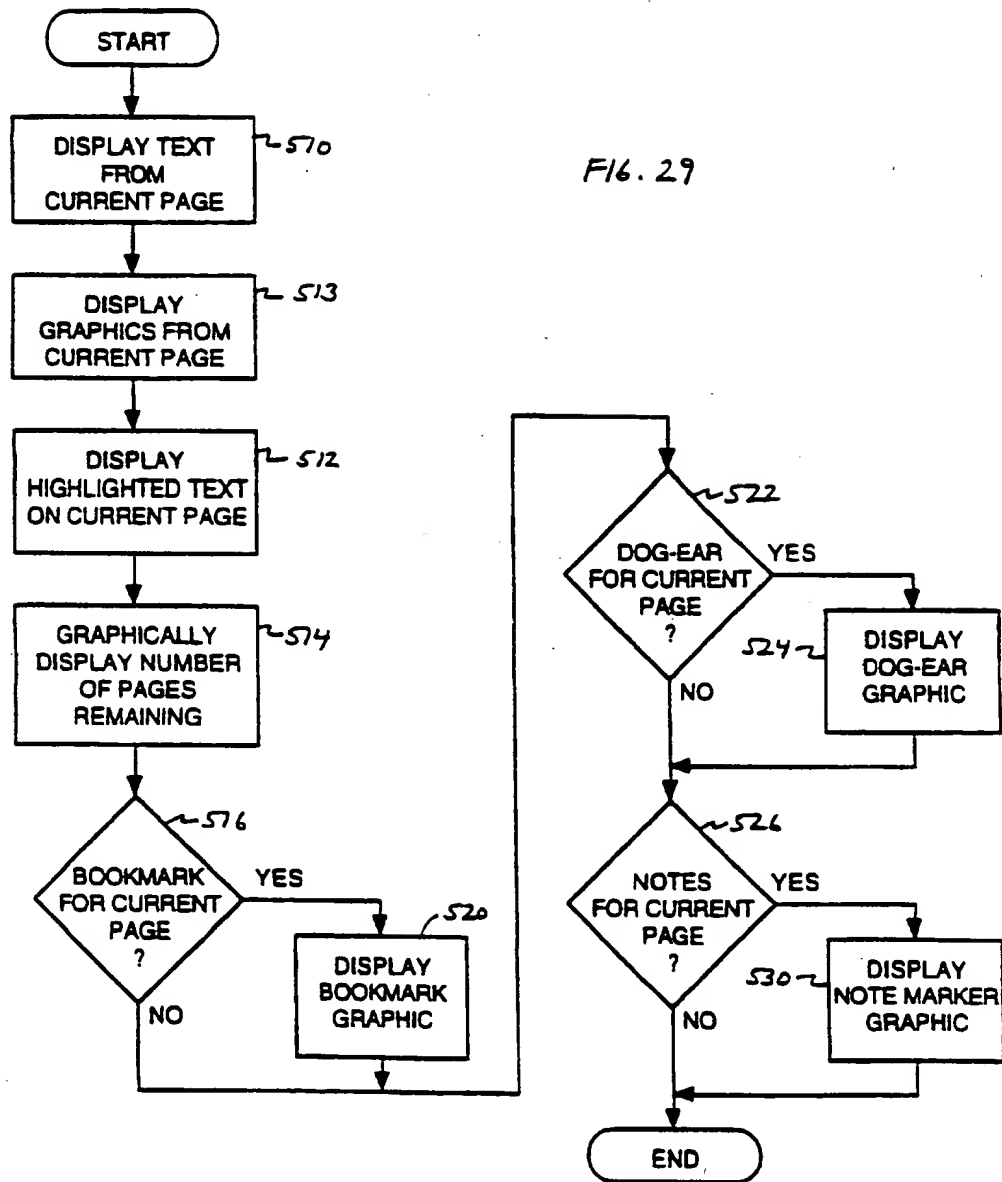 START
DISPLAY TEXT
FROM
CURRENT PAGE
510
FIG. 29
DISPLAY
GRAPHICS FROM
CURRENT PAGE
513
DISPLAY
HIGHLIGHTED TEXT
ON CURRENT PAGE
512
GRAPHICALLY
DISPLAY NUMBER
OF PAGES
REMAINING
514
BOOKMARK
FOR CURRENT
PAGE
?
516
YES
NO
520
DISPLAY
BOOKMARK
GRAPHIC
522
DOG-EAR
FOR CURRENT
PAGE
?
YES
NO
524
DISPLAY
DOG-EAR
GRAPHIC
526
NOTES
FOR CURRENT
PAGE
?
YES
NO
530
DISPLAY
NOTE MARKER
GRAPHIC
END